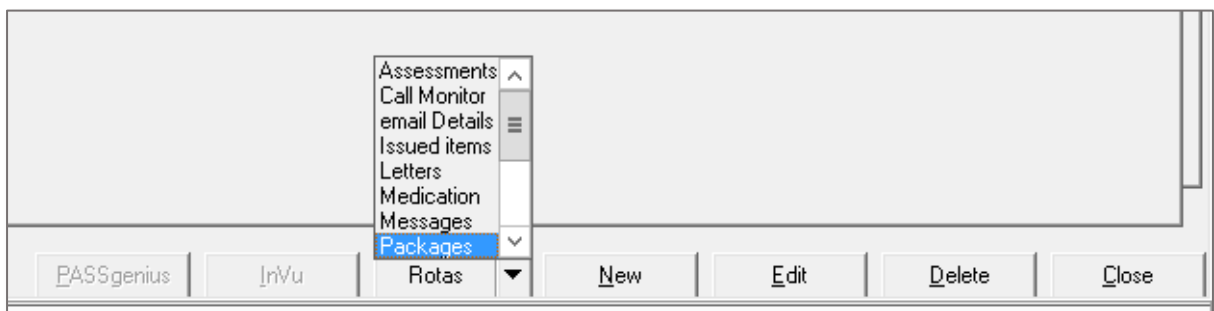 Assessments
Call Monitor
email Details
Issued items
Letters
Medication
Messages
Packages
PASSgenius InVu Rotas New Edit Delete Close